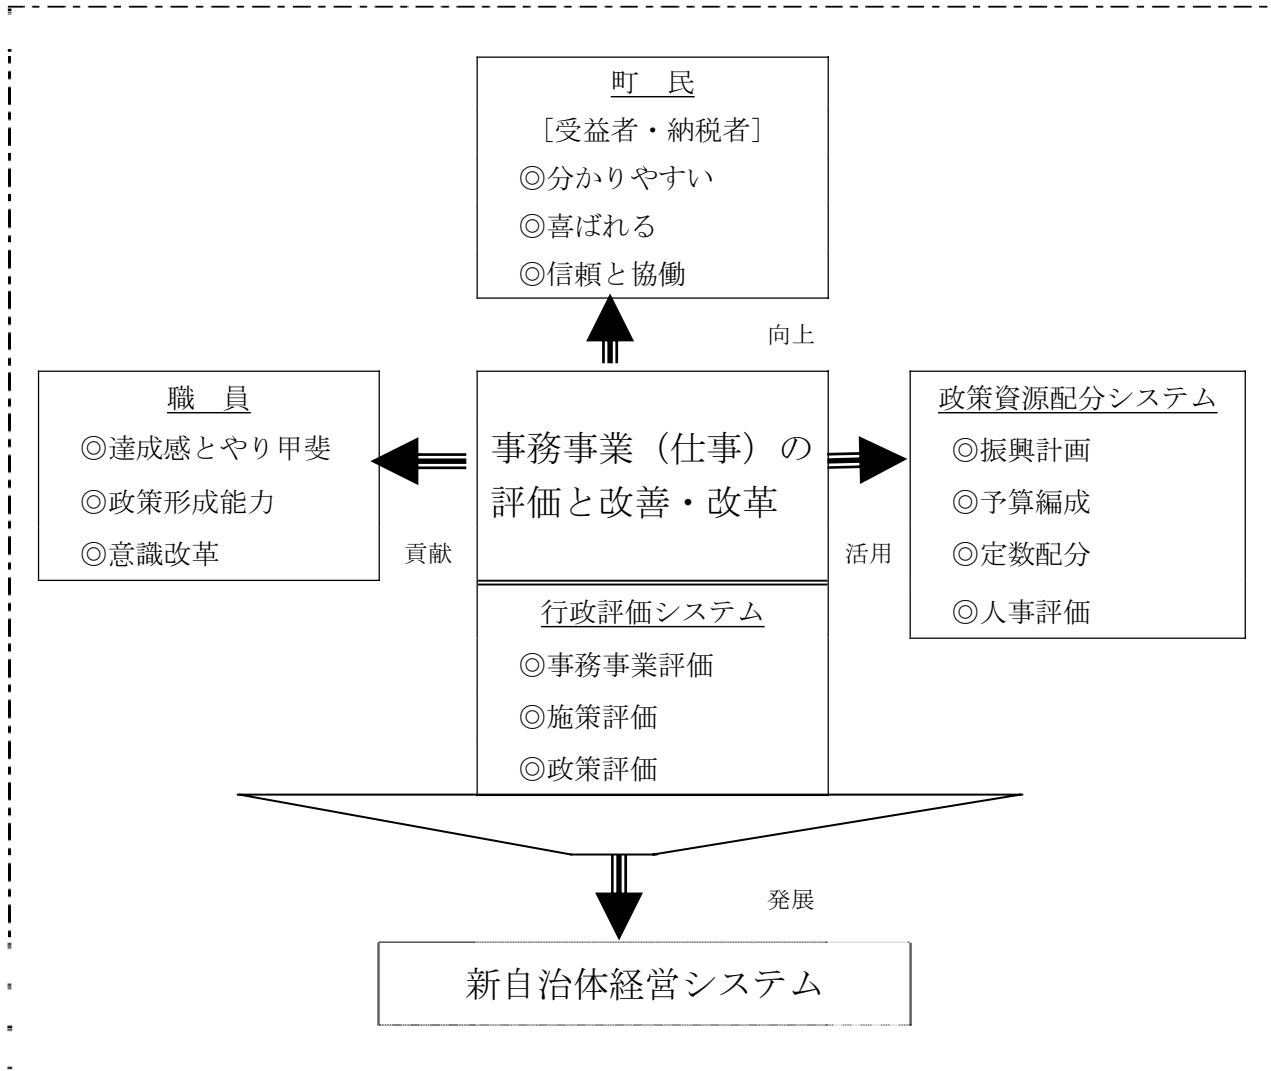 町　民
［受益者・納税者］
◎分かりやすい
◎喜ばれる
◎信頼と協働
向上
職　員
◎達成感とやり甲斐
◎政策形成能力
◎意識改革
貢献
事務事業（仕事）の
評価と改善・改革
活用
政策資源配分システム
◎振興計画
◎予算編成
◎定数配分
◎人事評価
行政評価システム
◎事務事業評価
◎施策評価
◎政策評価
発展
新自治体経営システム